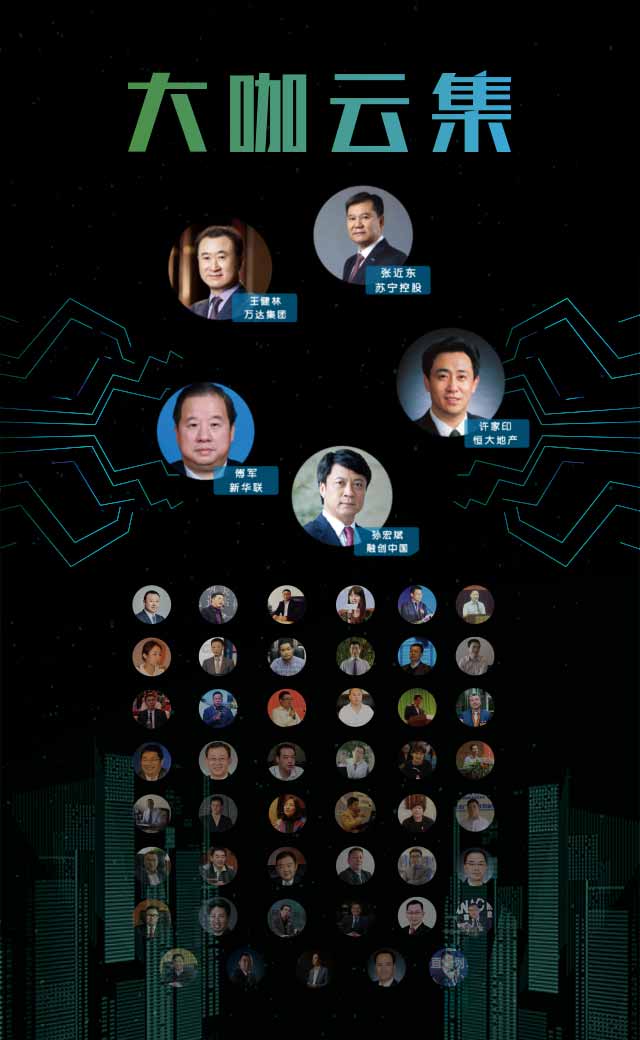 大咖云集
张近东
苏宁控股
王健林
万达集团
许家印
恒大地产
傅军
新华联
孙宏斌
融创中国